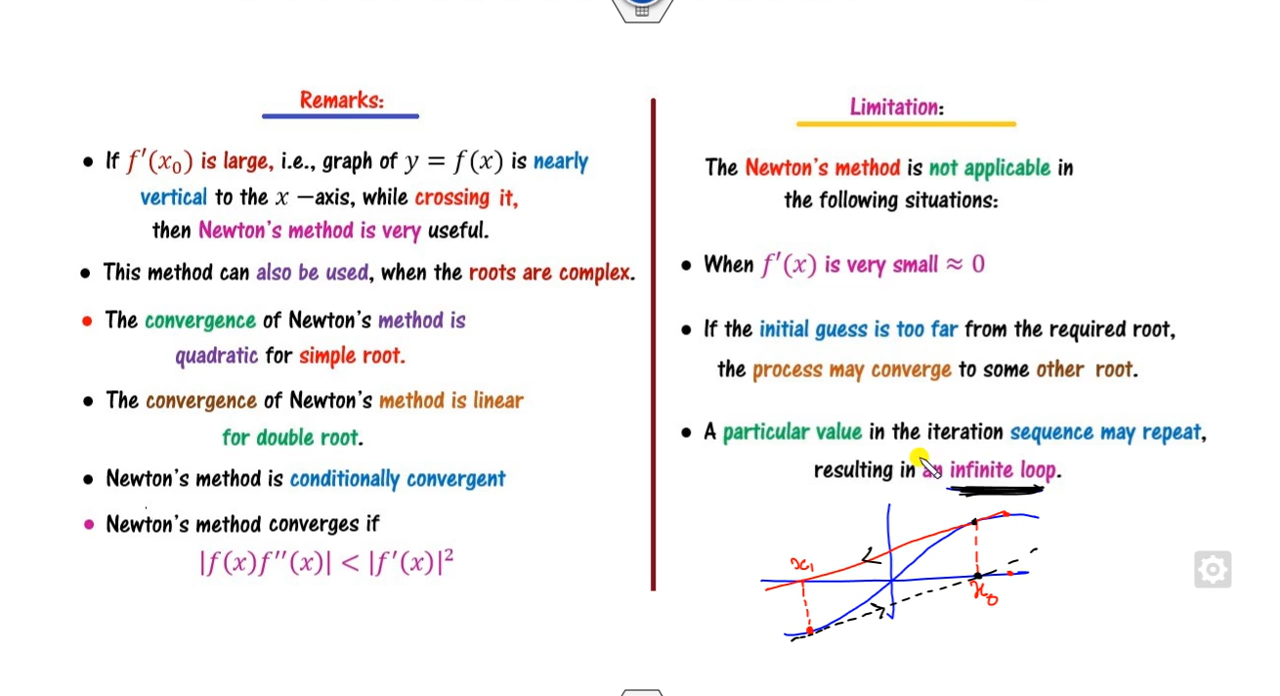 Remarks:
• If f′(x₀) is large, i.e., graph of y = f(x) is nearly
vertical to the x −axis, while crossing it,
then Newton's method is very useful.
• This method can also be used, when the roots are complex.
• The convergence of Newton's method is
quadratic for simple root.
• The convergence of Newton's method is linear
for double root.
• Newton's method is conditionally convergent
• Newton's method converges if
|f(x)f″(x)| < |f′(x)|²
Limitation:
The Newton's method is not applicable in
the following situations:
• When f′(x) is very small ≈ 0
• If the initial guess is too far from the required root,
the process may converge to some other root.
• A particular value in the iteration sequence may repeat,
resulting in an infinite loop.
x₁
x₀